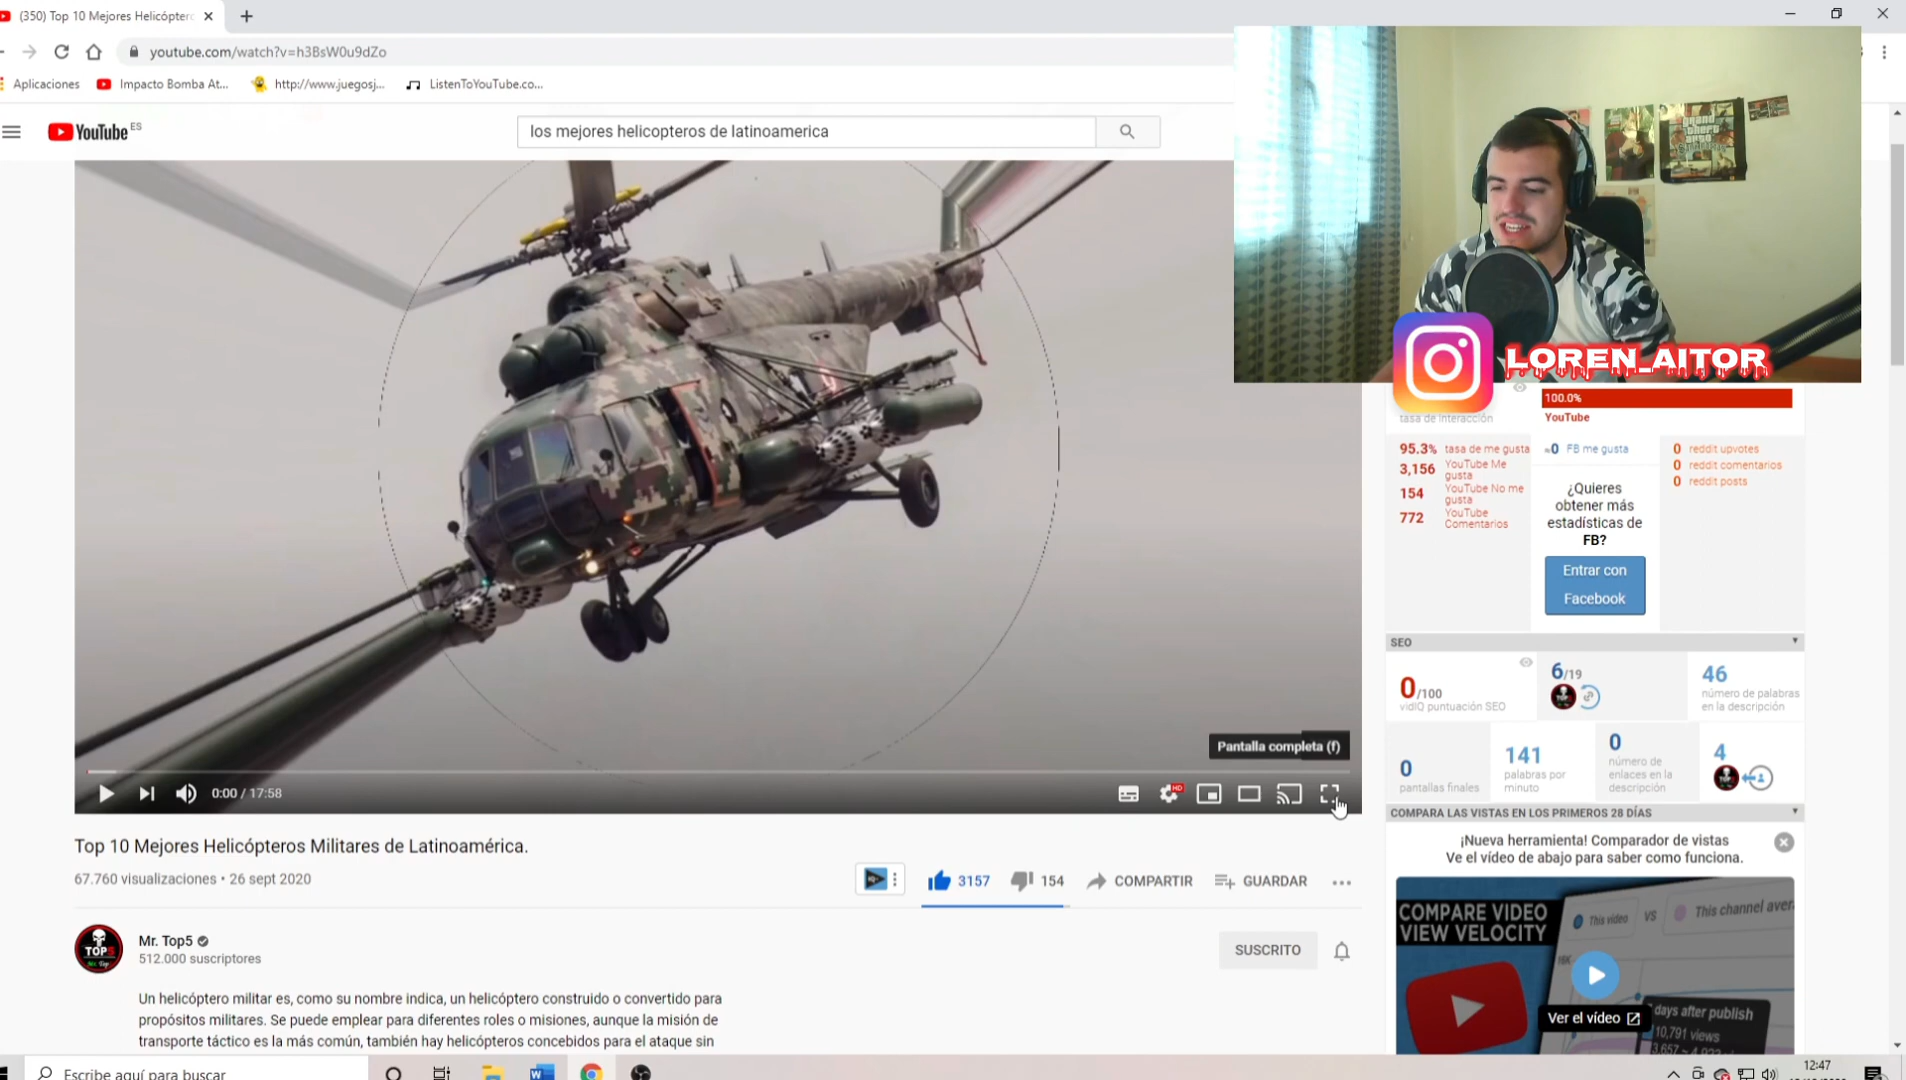 (350) Top 10 Mejores Helicópter
youtube.com/watch?v=h3BsW0u9dZo
Aplicaciones
Impacto Bomba At...
http://www.juegosj...
ListenToYouTube.co...
YouTube ES
los mejores helicopteros de latinoamerica
GRAND THEFT AUTO
LOREN_AITOR
tasa de interacción
100.0%
YouTube
95.3% tasa de me gusta
3,156 YouTube Me gusta
154 YouTube No me gusta
772 YouTube Comentarios
0 FB me gusta
¿Quieres
obtener más
estadísticas de
FB?
Entrar con
Facebook
0 reddit upvotes
0 reddit comentarios
0 reddit posts
SEO
0/100
vidIQ puntuación SEO
6/19
46
número de palabras
en la descripción
0
pantallas finales
141
palabras por
minuto
0
número de
enlaces en la
descripción
4
Pantalla completa (f)
0:00 / 17:58
HD
COMPARA LAS VISTAS EN LOS PRIMEROS 28 DÍAS
¡Nueva herramienta! Comparador de vistas
Ve el vídeo de abajo para saber como funciona.
COMPARE VIDEO
VIEW VELOCITY
This video
VS
This channel aver
Ver el vídeo
days after publish
10,791 views
Top 10 Mejores Helicópteros Militares de Latinoamérica.
67.760 visualizaciones • 26 sept 2020
3157
154
COMPARTIR
GUARDAR
TOP5
Mr. Top5
512.000 suscriptores
SUSCRITO
Un helicóptero militar es, como su nombre indica, un helicóptero construido o convertido para
propósitos militares. Se puede emplear para diferentes roles o misiones, aunque la misión de
transporte táctico es la más común, también hay helicópteros concebidos para el ataque sin
Escribe aquí para buscar
12:47